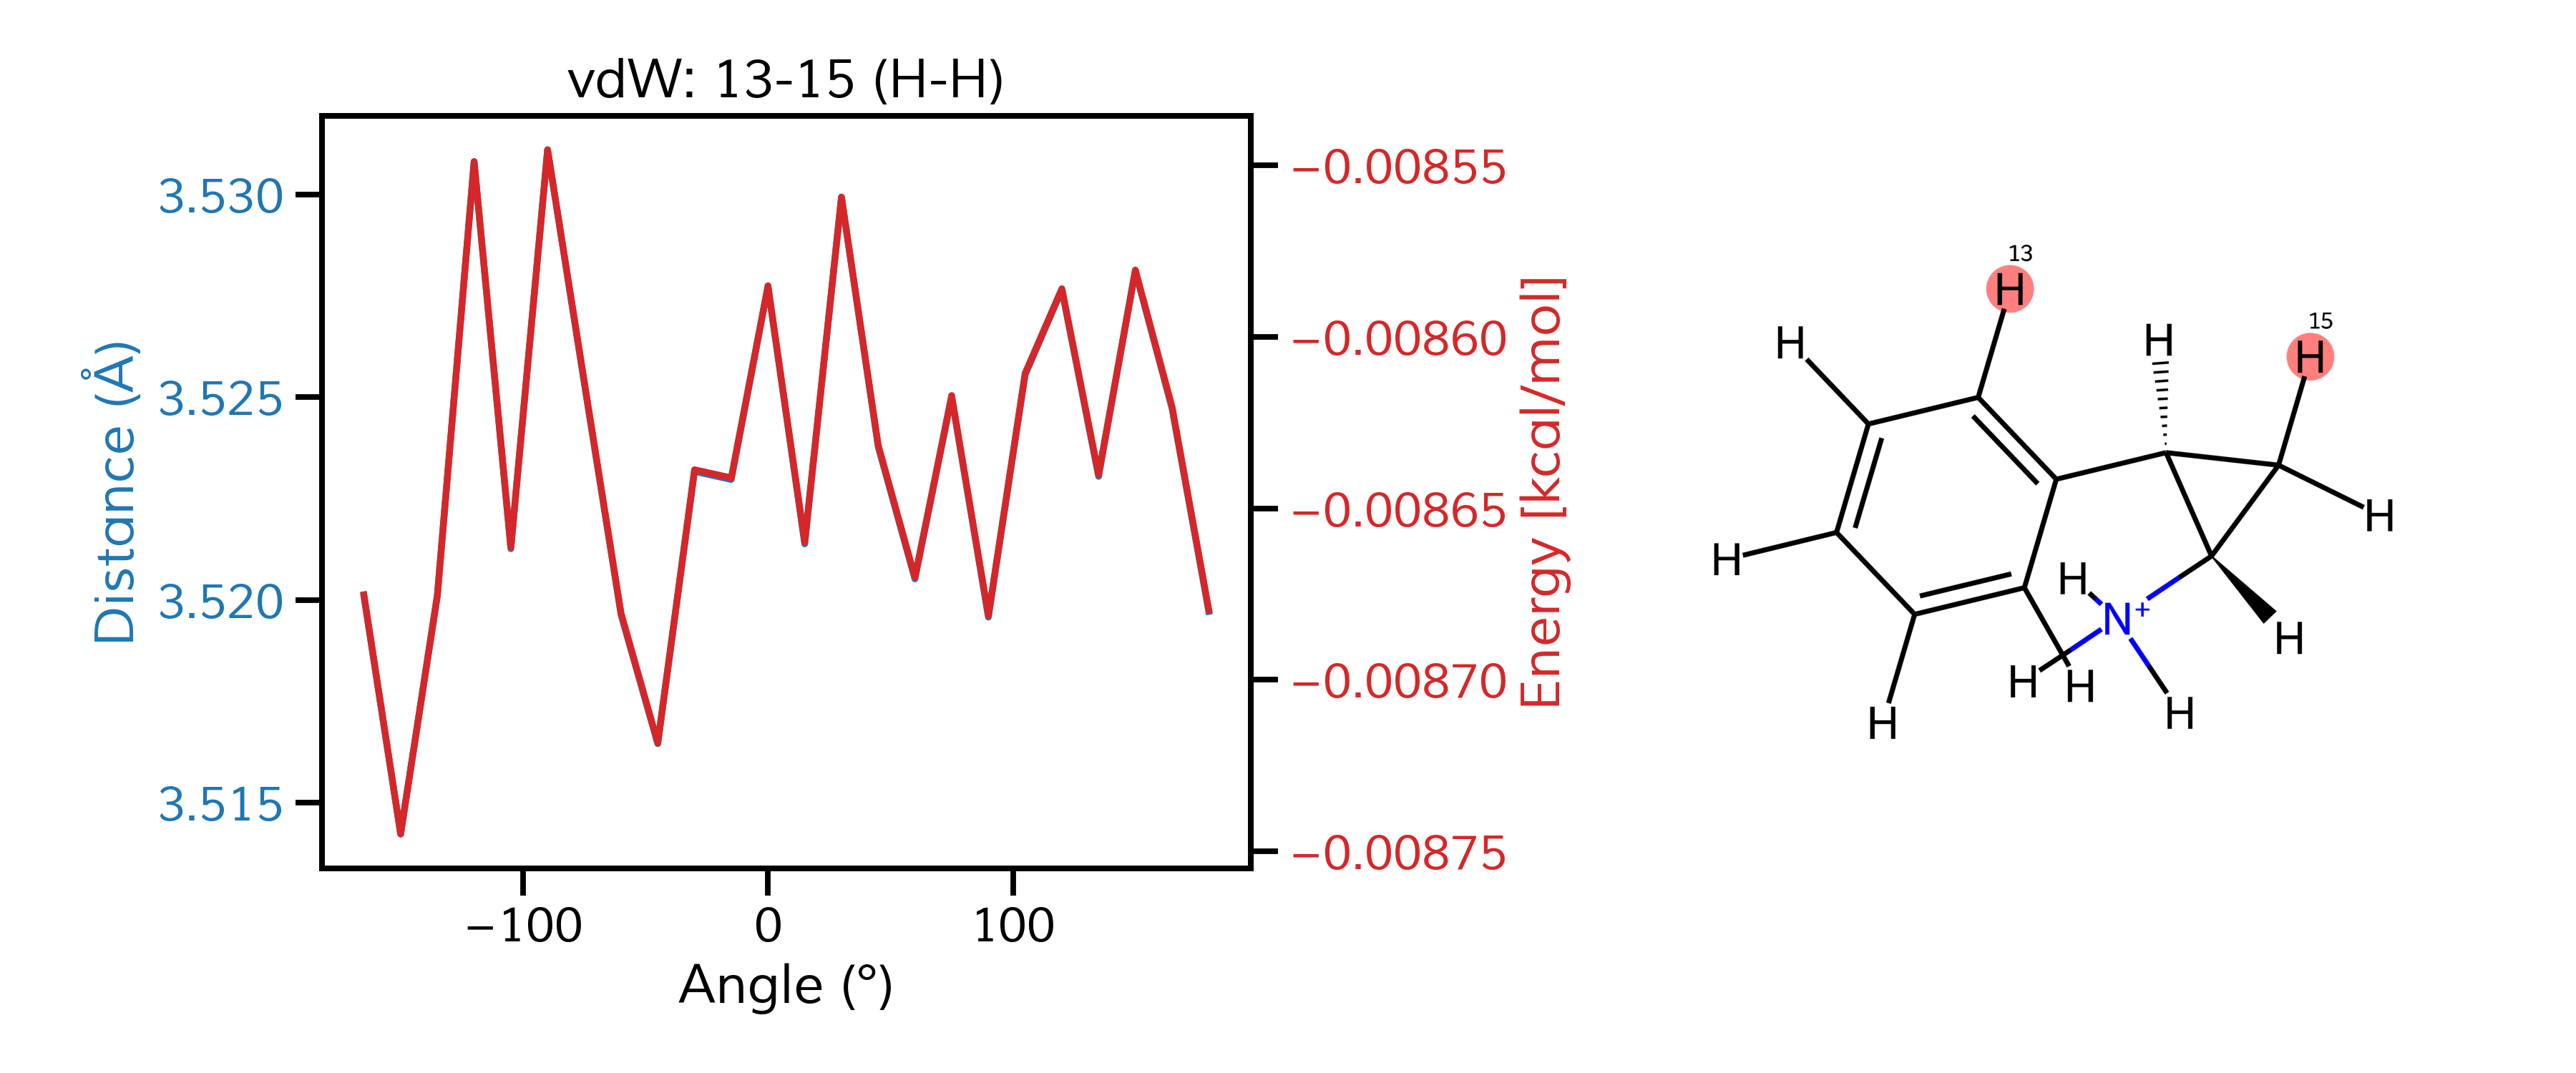 vdW: 13-15 (H-H)
Distance (Å)
3.530
3.525
3.520
3.515
−0.00855
−0.00860
−0.00865
−0.00870
−0.00875
Energy [kcal/mol]
−100
0
100
Angle (°)
13
H
15
H
H
H
H
H
H
H
N+
H
H
H
H
H